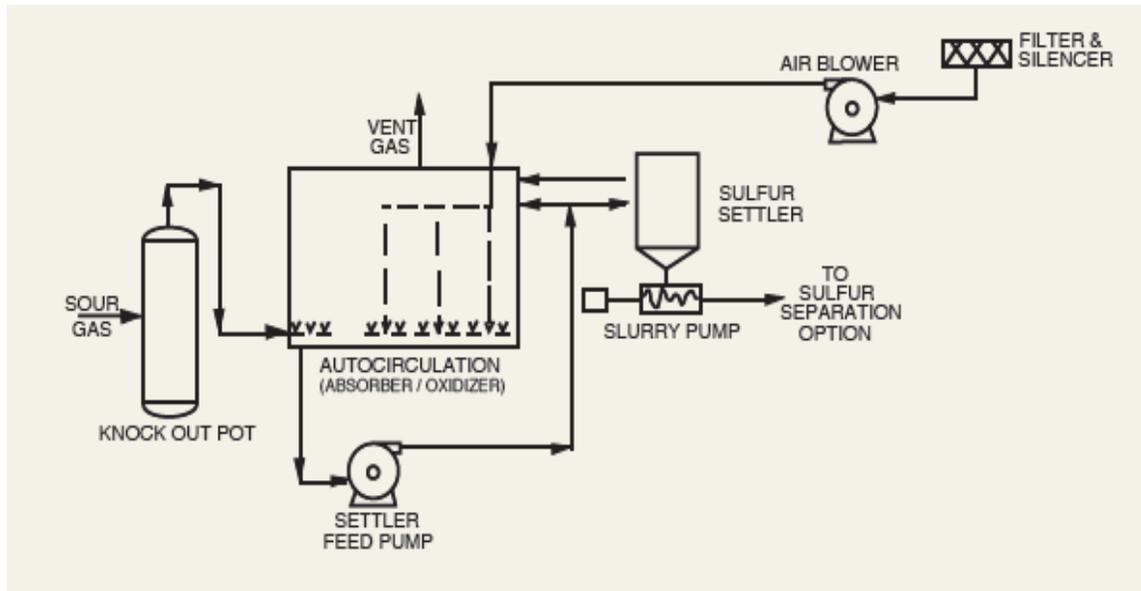 FILTER &
SILENCER
AIR BLOWER
VENT
GAS
SULFUR
SETTLER
SOUR
GAS
TO
SULFUR
SEPARATION
OPTION
SLURRY PUMP
AUTOCIRCULATION
(ABSORBER / OXIDIZER)
KNOCK OUT POT
SETTLER
FEED PUMP